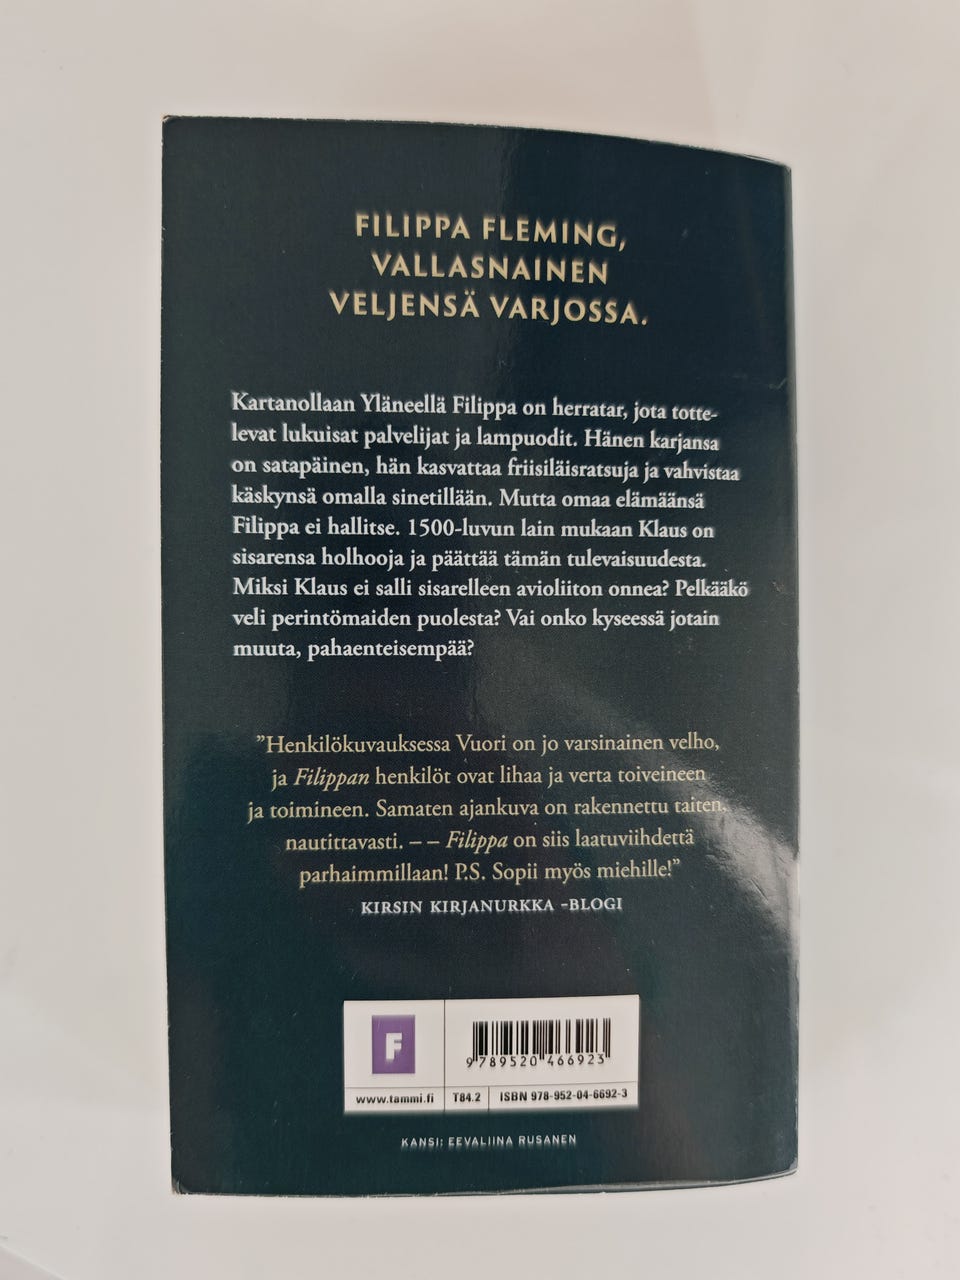 FILIPPA FLEMING,
VALLASNAINEN
VELJENSÄ VARJOSSA.
Kartanollaan Yläneellä Filippa on herratar, jota totte-
levat lukuisat palvelijat ja lampuodit. Hänen karjansa
on satapäinen, hän kasvattaa friisiläisratsuja ja vahvistaa
käskynsä omalla sinetillään. Mutta omaa elämäänsä
Filippa ei hallitse. 1500-luvun lain mukaan Klaus on
sisarensa holhooja ja päättää tämän tulevaisuudesta.
Miksi Klaus ei salli sisarelleen avioliiton onnea? Pelkääkö
veli perintömaiden puolesta? Vai onko kyseessä jotain
muuta, pahaenteisempää?
”Henkilökuvauksessa Vuori on jo varsinainen velho,
ja Filippan henkilöt ovat lihaa ja verta toiveineen
ja toimineen. Samaten ajankuva on rakennettu taiten,
nautittavasti. – – Filippa on siis laatuviihdettä
parhaimmillaan! P.S. Sopii myös miehille!”
KIRSIN KIRJANURKKA -BLOGI
F
9 789520 466923
www.tammi.fi T84.2 ISBN 978-952-04-6692-3
KANSI: EEVALIINA RUSANEN